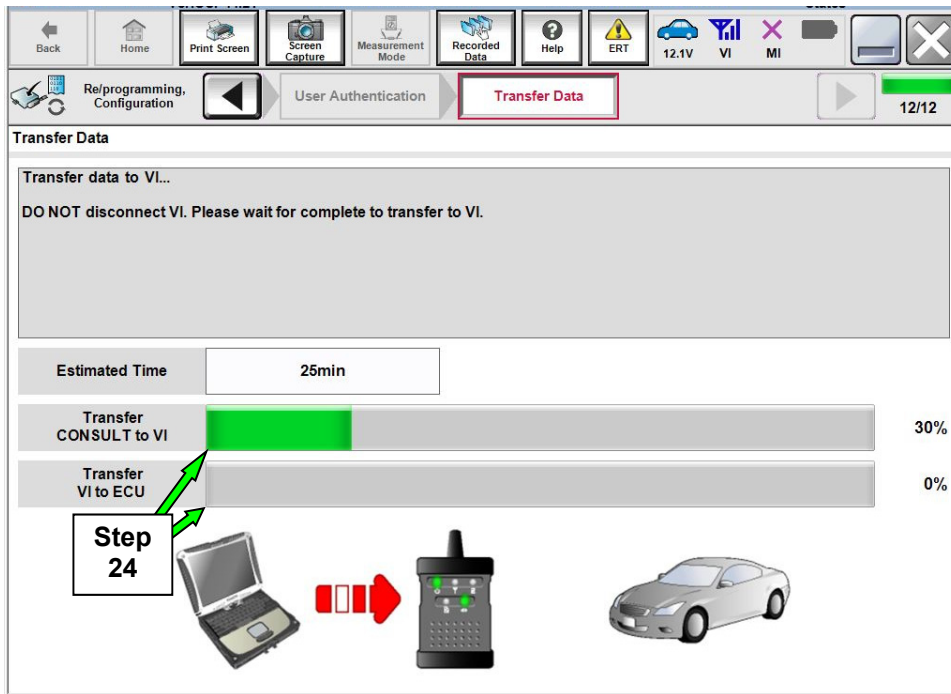 Back
Home
Print Screen
Screen
Capture
Measurement
Mode
Recorded
Data
Help
ERT
12.1V
VI
MI
Re/programming,
Configuration
User Authentication
Transfer Data
12/12
Transfer Data
Transfer data to VI...
DO NOT disconnect VI. Please wait for complete to transfer to VI.
Estimated Time
25min
Transfer
CONSULT to VI
30%
Transfer
VI to ECU
0%
Step
24